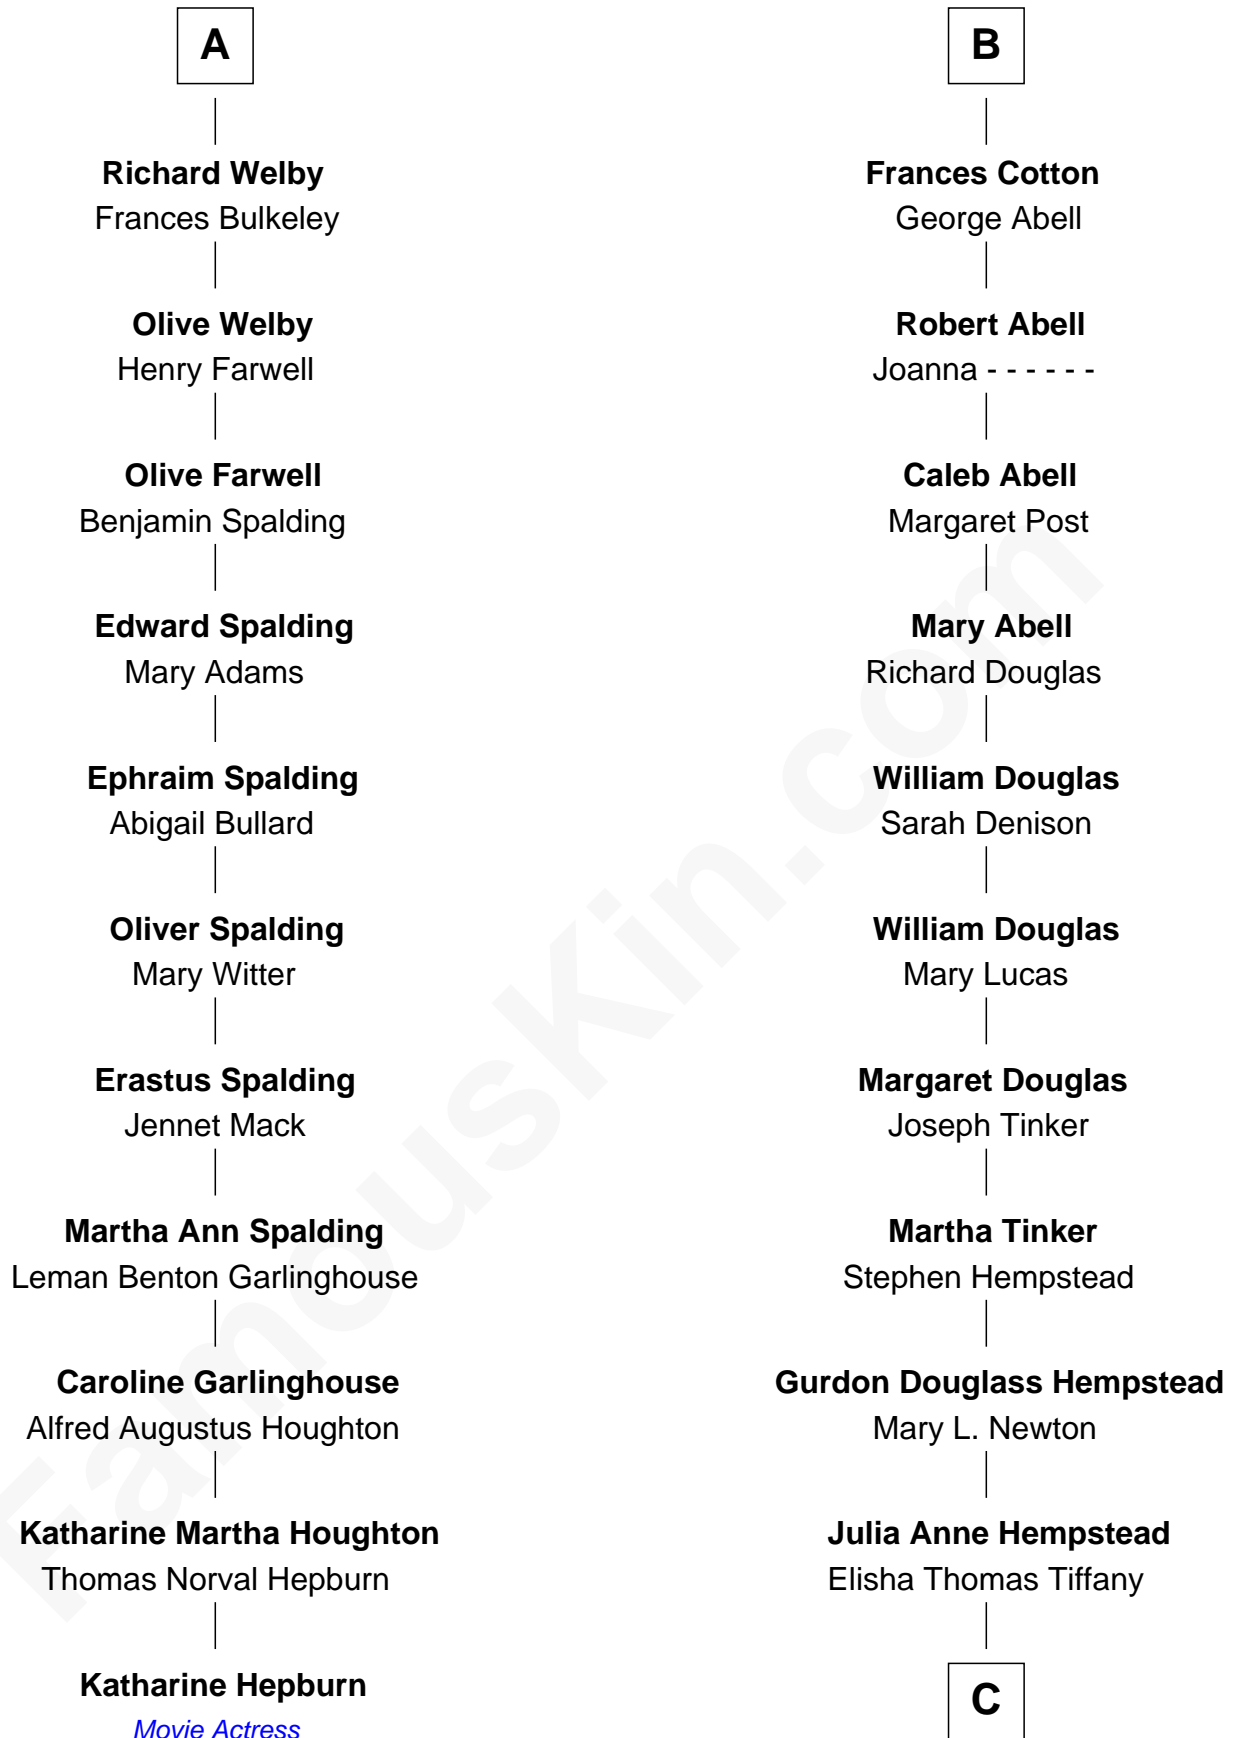 A
Richard Welby
Frances Bulkeley
Olive Welby
Henry Farwell
Olive Farwell
Benjamin Spalding
Edward Spalding
Mary Adams
Ephraim Spalding
Abigail Bullard
Oliver Spalding
Mary Witter
Erastus Spalding
Jennet Mack
Martha Ann Spalding
Leman Benton Garlinghouse
Caroline Garlinghouse
Alfred Augustus Houghton
Katharine Martha Houghton
Thomas Norval Hepburn
Katharine Hepburn
Movie Actress
B
Frances Cotton
George Abell
Robert Abell
Joanna - - - - - -
Caleb Abell
Margaret Post
Mary Abell
Richard Douglas
William Douglas
Sarah Denison
William Douglas
Mary Lucas
Margaret Douglas
Joseph Tinker
Martha Tinker
Stephen Hempstead
Gurdon Douglass Hempstead
Mary L. Newton
Julia Anne Hempstead
Elisha Thomas Tiffany
C
FamousKin.com